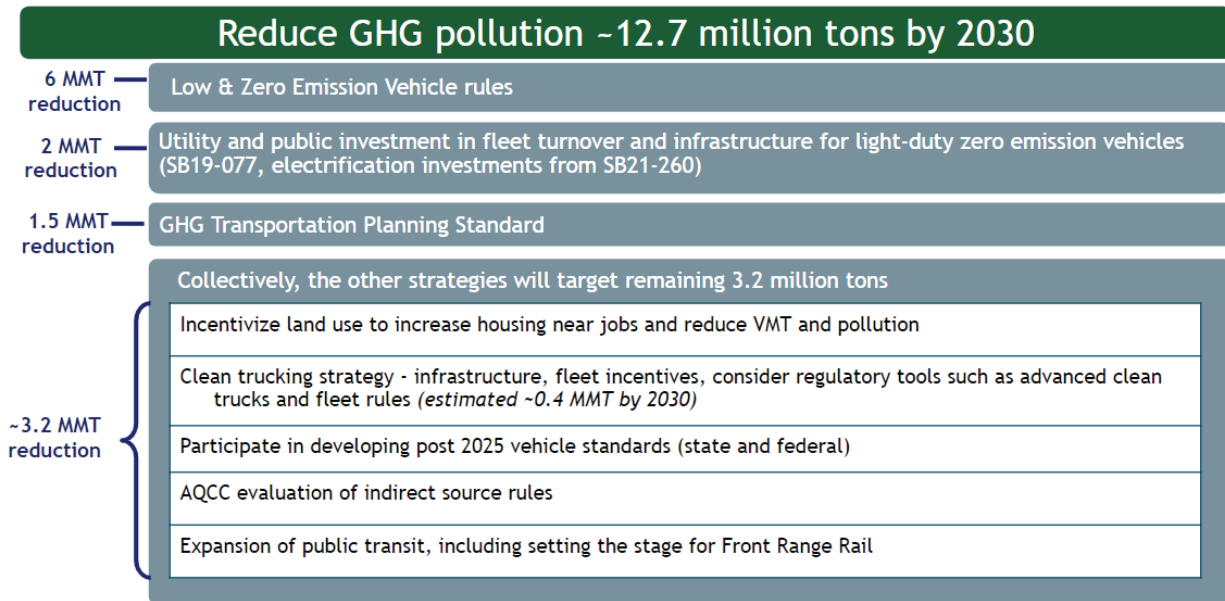 Reduce GHG pollution ~12.7 million tons by 2030
6 MMT
reduction
Low & Zero Emission Vehicle rules
2 MMT
reduction
Utility and public investment in fleet turnover and infrastructure for light-duty zero emission vehicles
(SB19-077, electrification investments from SB21-260)
1.5 MMT
reduction
GHG Transportation Planning Standard
Collectively, the other strategies will target remaining 3.2 million tons
~3.2 MMT
reduction
Incentivize land use to increase housing near jobs and reduce VMT and pollution
Clean trucking strategy - infrastructure, fleet incentives, consider regulatory tools such as advanced clean
trucks and fleet rules (estimated ~0.4 MMT by 2030)
Participate in developing post 2025 vehicle standards (state and federal)
AQCC evaluation of indirect source rules
Expansion of public transit, including setting the stage for Front Range Rail